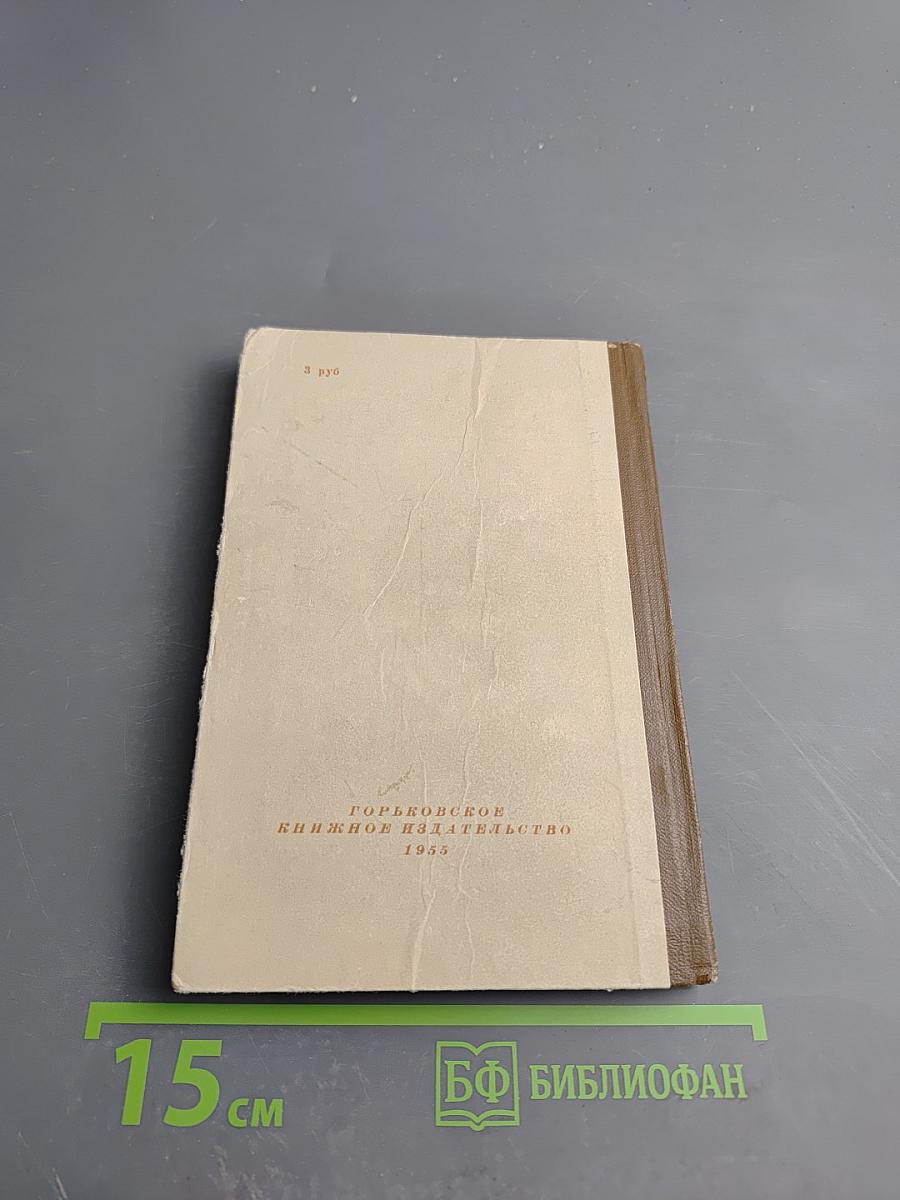 3 руб
ГОРЬКОВСКОЕ
КНИЖНОЕ ИЗДАТЕЛЬСТВО
1955
15 см
БФ БИБЛИОФАН